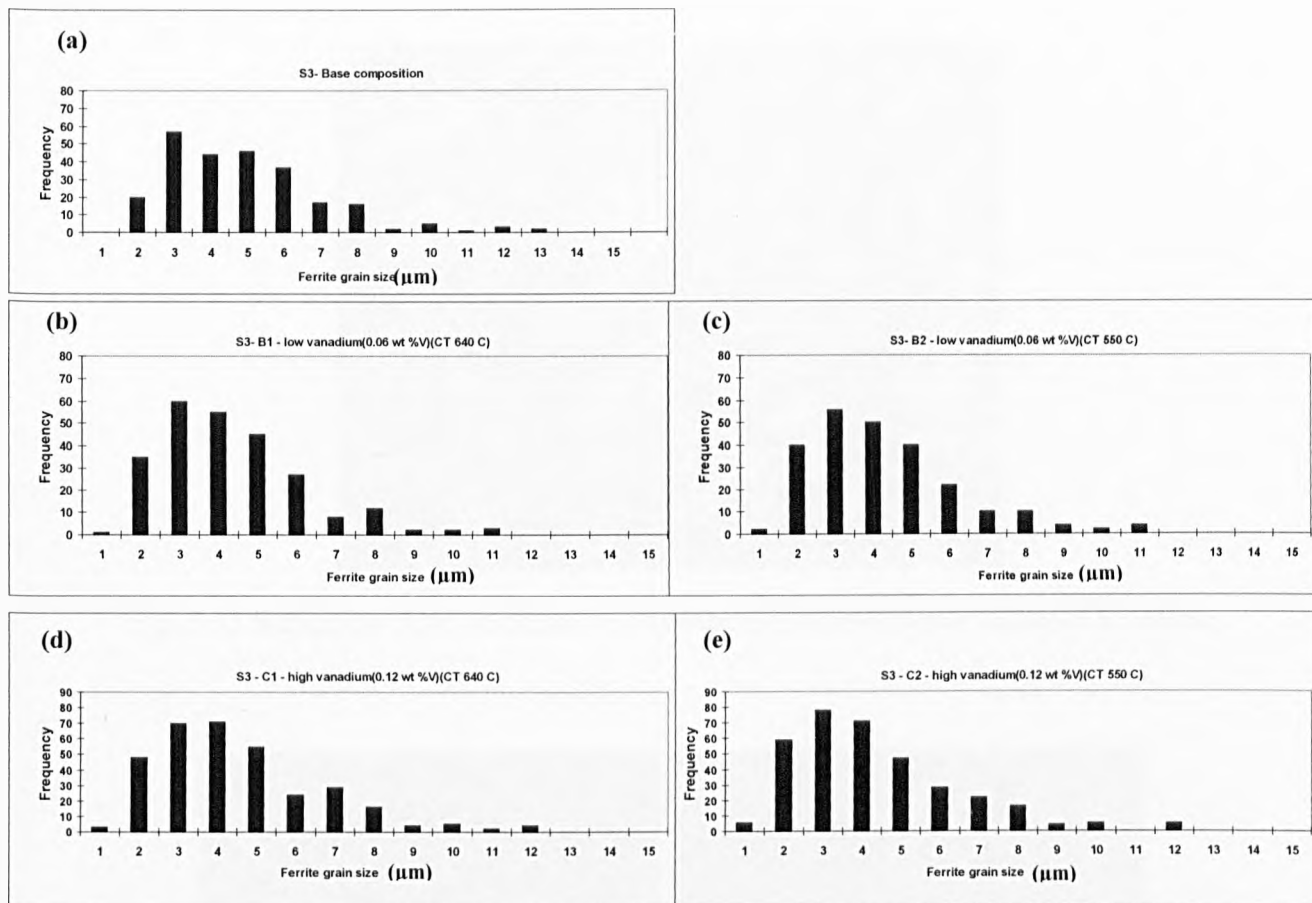 (a)
S3- Base composition
80
70
60
50
40
30
20
10
0
Frequency
1 2 3 4 5 6 7 8 9 10 11 12 13 14 15
Ferrite grain size(μm)
(b)
S3- B1 - low vanadium(0.06 wt %V)(CT 640 C)
80
70
60
50
40
30
20
10
0
Frequency
1 2 3 4 5 6 7 8 9 10 11 12 13 14 15
Ferrite grain size (μm)
(c)
S3- B2 - low vanadium(0.06 wt %V)(CT 550 C)
80
70
60
50
40
30
20
10
0
Frequency
1 2 3 4 5 6 7 8 9 10 11 12 13 14 15
Ferrite grain size (μm)
(d)
S3 - C1 - high vanadium(0.12 wt %V)(CT 640 C)
90
80
70
60
50
40
30
20
10
0
Frequency
1 2 3 4 5 6 7 8 9 10 11 12 13 14 15
Ferrite grain size (μm)
(e)
S3 - C2 - high vanadium(0.12 wt %V)(CT 550 C)
90
80
70
60
50
40
30
20
10
0
Frequency
1 2 3 4 5 6 7 8 9 10 11 12 13 14 15
Ferrite grain size (μm)